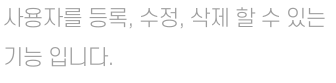 사용자를 등록, 수정, 삭제 할 수 있는
기능 입니다.